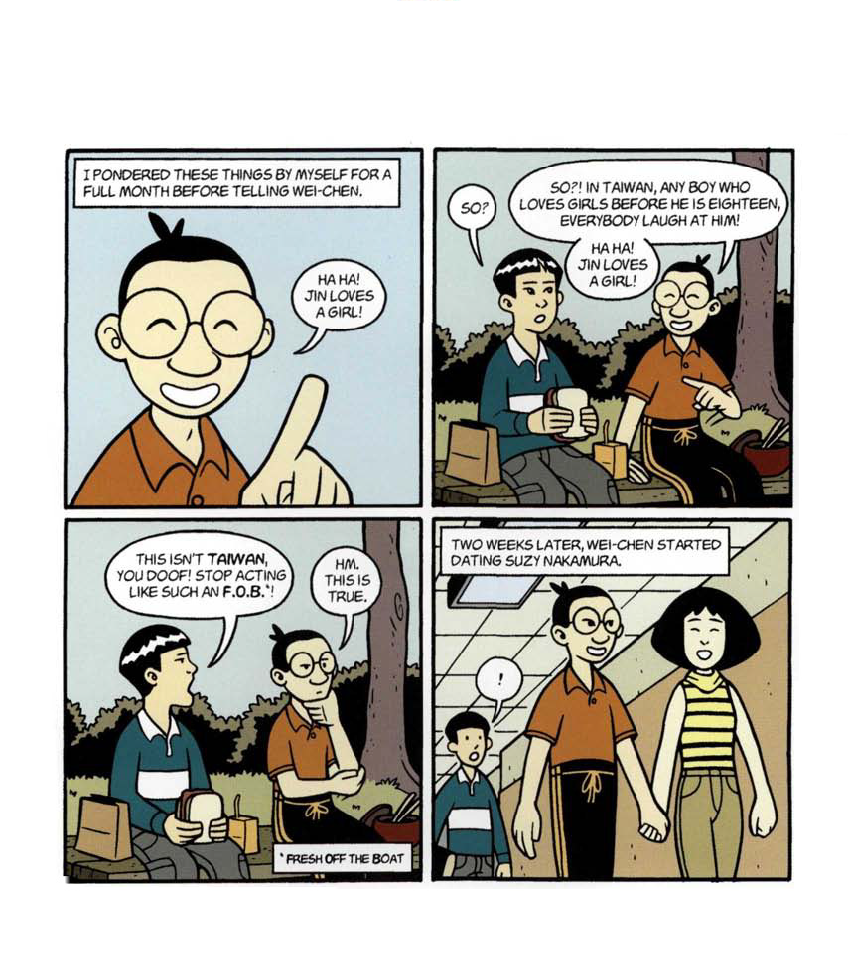 I PONDERED THESE THINGS BY MYSELF FOR A
FULL MONTH BEFORE TELLING WEI-CHEN.
HA HA!
JIN LOVES
A GIRL!
SO?
SO?! IN TAIWAN, ANY BOY WHO
LOVES GIRLS BEFORE HE IS EIGHTEEN,
EVERYBODY LAUGH AT HIM!
HA HA!
JIN LOVES
A GIRL!
THIS ISN'T TAIWAN,
YOU DOOF! STOP ACTING
LIKE SUCH AN F.O.B.*!
HM.
THIS IS
TRUE.
*FRESH OFF THE BOAT
TWO WEEKS LATER, WEI-CHEN STARTED
DATING SUZY NAKAMURA.
!